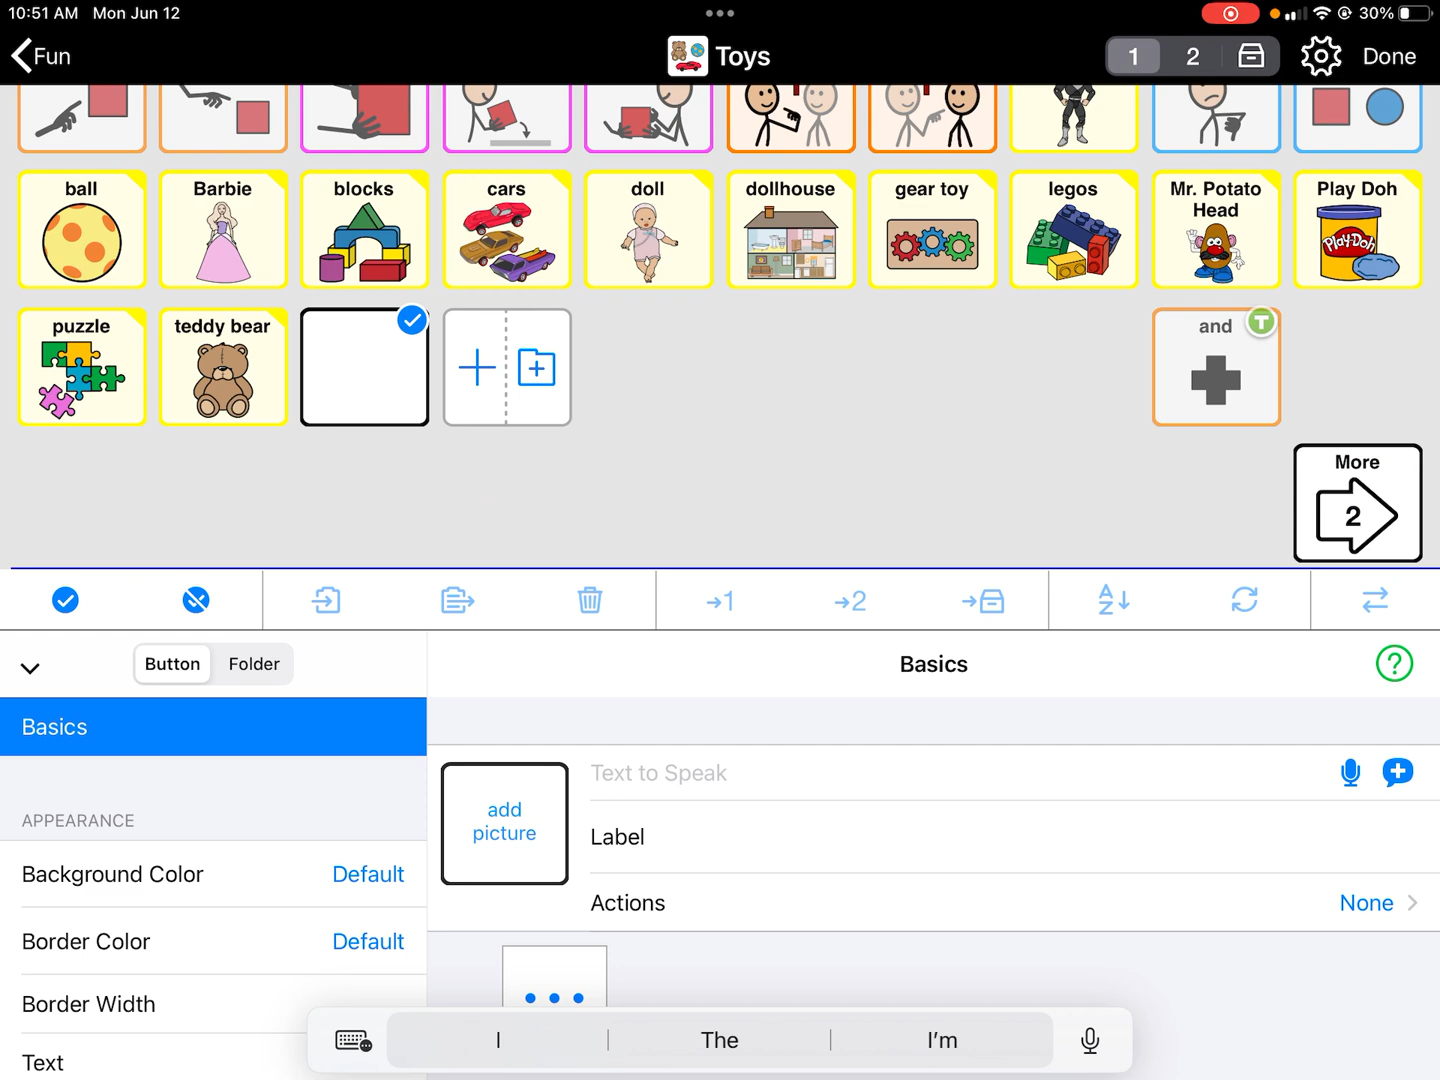 10:51 AM Mon Jun 12
30%
Fun
Toys
1
2
Done
ball
Barbie
blocks
cars
doll
dollhouse
gear toy
legos
Mr. Potato
Head
Play Doh
Play-Doh
puzzle
teddy bear
and
T
More
2
→1
→2
A
Z
Button
Folder
Basics
?
Basics
APPEARANCE
Background Color
Default
Border Color
Default
Border Width
Text
add
picture
Text to Speak
Label
Actions
None
I
The
I'm